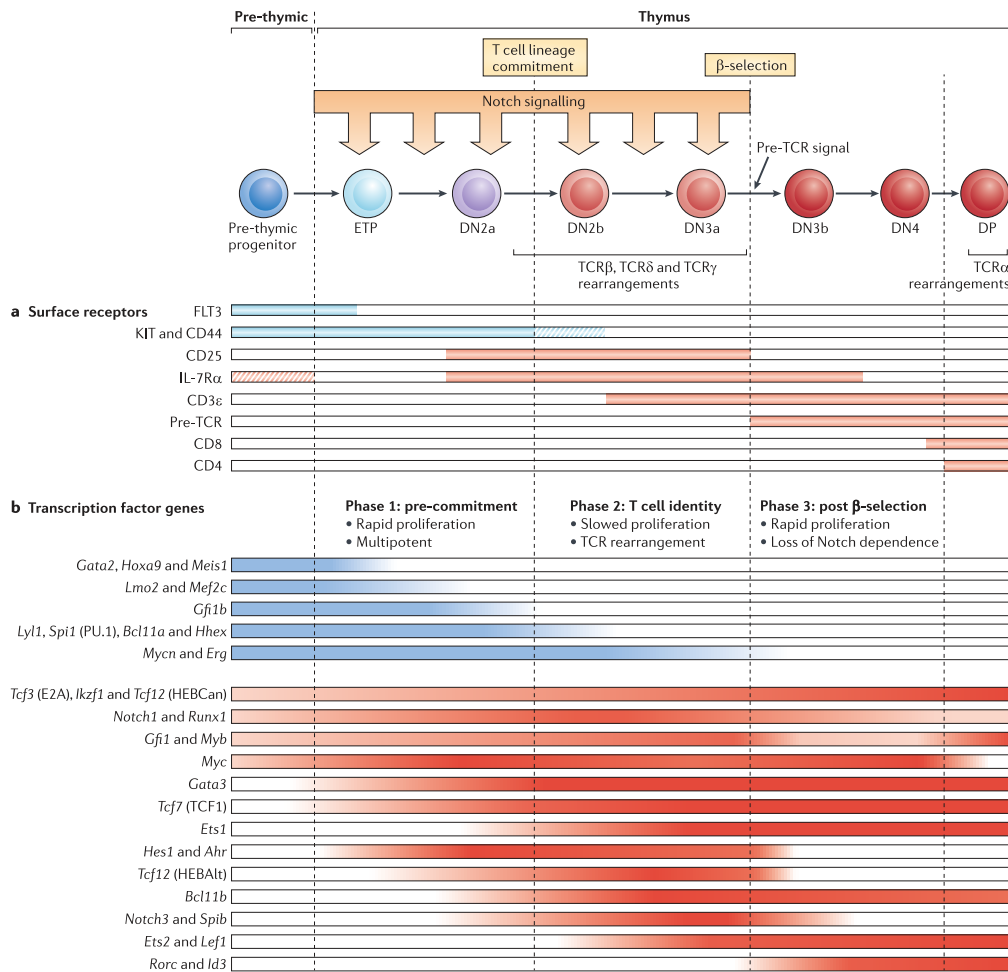 Pre-thymic
Thymus
T cell lineage
commitment
β-selection
Notch signalling
Pre-TCR signal
Pre-thymic
progenitor
ETP
DN2a
DN2b
DN3a
DN3b
DN4
DP
TCRβ, TCRδ and TCRγ
rearrangements
TCRα
rearrangements
a Surface receptors
FLT3
KIT and CD44
CD25
IL-7Rα
CD3ε
Pre-TCR
CD8
CD4
b Transcription factor genes
Phase 1: pre-commitment
• Rapid proliferation
• Multipotent
Phase 2: T cell identity
• Slowed proliferation
• TCR rearrangement
Phase 3: post β-selection
• Rapid proliferation
• Loss of Notch dependence
Gata2, Hoxa9 and Meis1
Lmo2 and Mef2c
Gfi1b
Lyl1, Spi1 (PU.1), Bcl11a and Hhex
Mycn and Erg
Tcf3 (E2A), Ikzf1 and Tcf12 (HEBCan)
Notch1 and Runx1
Gfi1 and Myb
Myc
Gata3
Tcf7 (TCF1)
Ets1
Hes1 and Ahr
Tcf12 (HEBAlt)
Bcl11b
Notch3 and Spib
Ets2 and Lef1
Rorc and Id3